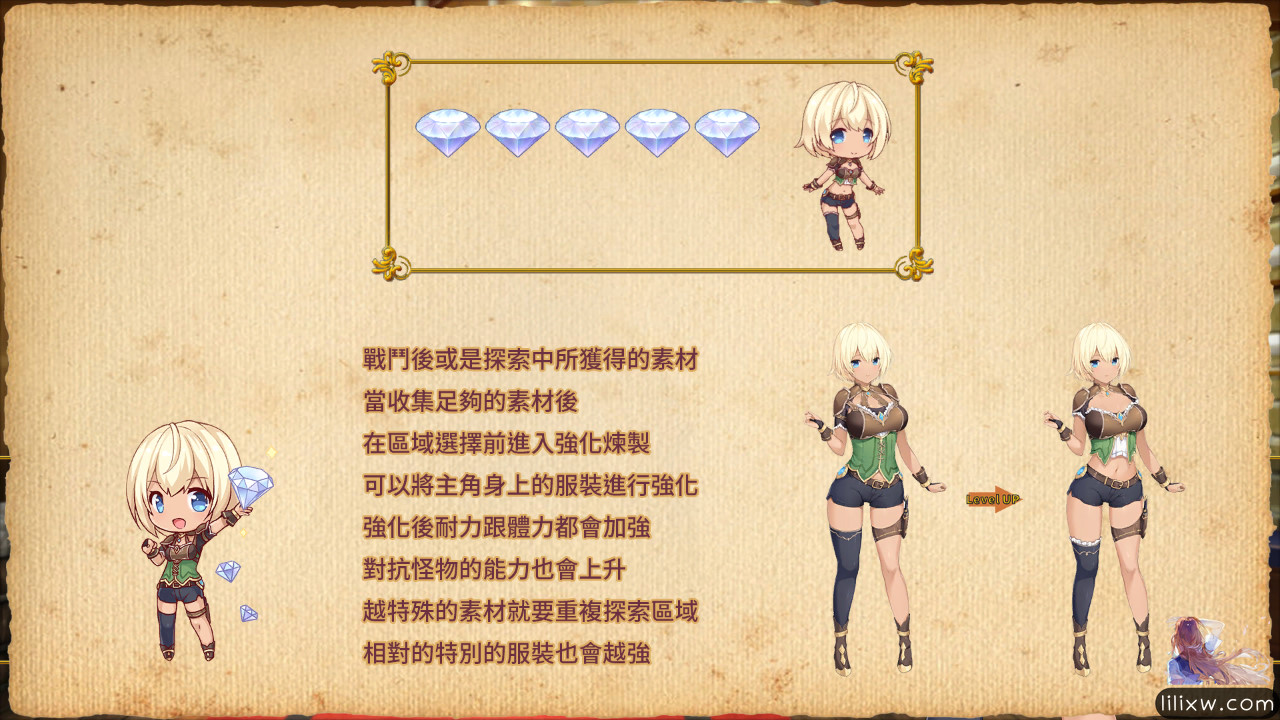 戰鬥後或是探索中所獲得的素材
當收集足夠的素材後
在區域選擇前進入強化煉製
可以將主角身上的服裝進行強化
強化後耐力跟體力都會加強
對抗怪物的能力也會上升
越特殊的素材就要重複探索區域
相對的特別的服裝也會越強
Level UP
lilixw.com